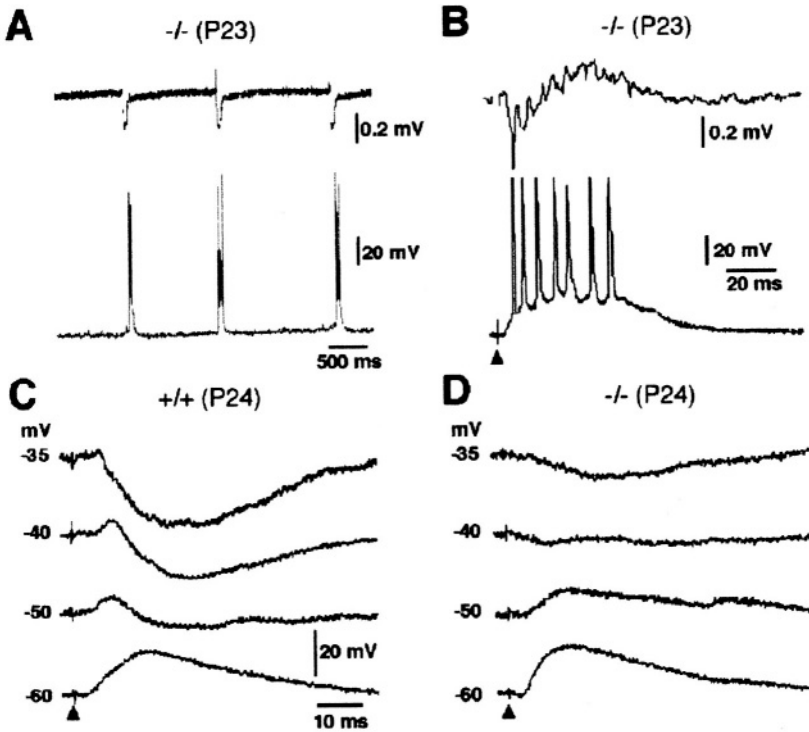 A
-/- (P23)
0.2 mV
20 mV
500 ms
B
-/- (P23)
0.2 mV
20 mV
20 ms
C
+/+ (P24)
mV
-35
-40
-50
-60
20 mV
10 ms
D
-/- (P24)
mV
-35
-40
-50
-60